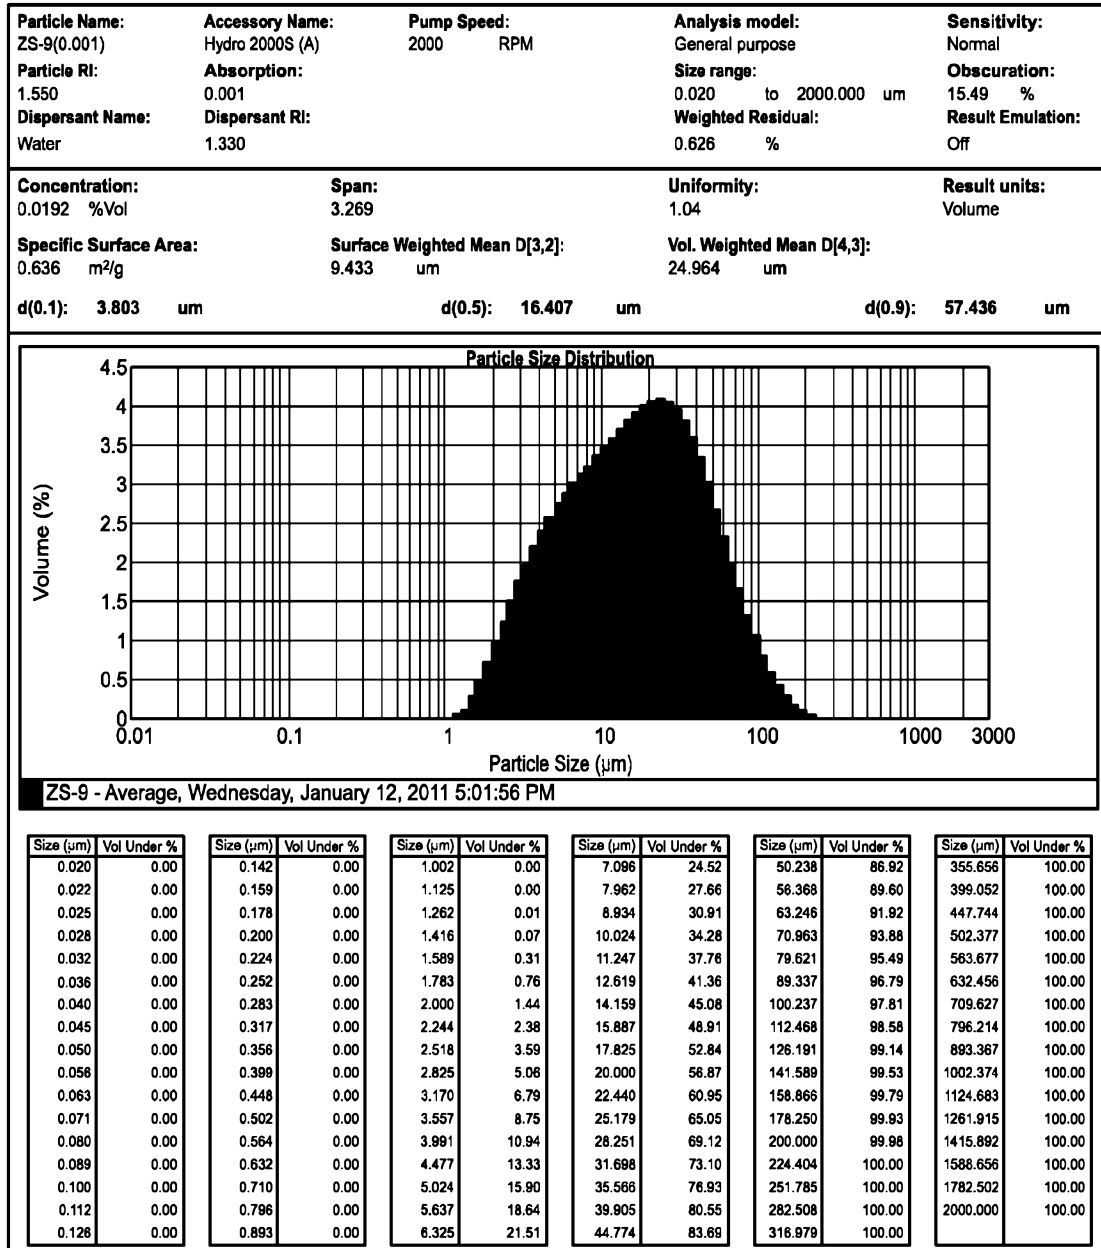 Particle Name: Accessory Name: Pump Speed: Analysis model: Sensitivity:
ZS-9(0.001) Hydro 2000S (A) 2000 RPM General purpose Normal
Particle RI: Absorption: Size range: Obscuration:
1.550 0.001 0.020 to 2000.000 um 15.49 %
Dispersant Name: Dispersant RI: Weighted Residual: Result Emulation:
Water 1.330 0.626 % Off
Concentration: Span: Uniformity: Result units:
0.0192 %Vol 3.269 1.04 Volume
Specific Surface Area: Surface Weighted Mean D[3,2]: Vol. Weighted Mean D[4,3]:
0.636 m²/g 9.433 um 24.964 um
d(0.1): 3.803 um d(0.5): 16.407 um d(0.9): 57.436 um
Particle Size Distribution
4.5
4
3.5
3
2.5
2
1.5
1
0.5
0
Volume (%)
0.01 0.1 1 10 100 1000 3000
Particle Size (μm)
ZS-9 - Average, Wednesday, January 12, 2011 5:01:56 PM
Size (μm) Vol Under % Size (μm) Vol Under % Size (μm) Vol Under % Size (μm) Vol Under % Size (μm) Vol Under % Size (μm) Vol Under %
0.020 0.00 0.142 0.00 1.002 0.00 7.096 24.52 50.238 86.92 355.656 100.00
0.022 0.00 0.159 0.00 1.125 0.00 7.962 27.66 56.368 89.60 399.052 100.00
0.025 0.00 0.178 0.00 1.262 0.01 8.934 30.91 63.246 91.92 447.744 100.00
0.028 0.00 0.200 0.00 1.416 0.07 10.024 34.28 70.963 93.88 502.377 100.00
0.032 0.00 0.224 0.00 1.589 0.31 11.247 37.76 79.621 95.49 563.677 100.00
0.036 0.00 0.252 0.00 1.783 0.76 12.619 41.36 89.337 96.79 632.456 100.00
0.040 0.00 0.283 0.00 2.000 1.44 14.159 45.08 100.237 97.81 709.627 100.00
0.045 0.00 0.317 0.00 2.244 2.38 15.887 48.91 112.468 98.58 796.214 100.00
0.050 0.00 0.356 0.00 2.518 3.59 17.825 52.84 126.191 99.14 893.367 100.00
0.056 0.00 0.399 0.00 2.825 5.06 20.000 56.87 141.589 99.53 1002.374 100.00
0.063 0.00 0.448 0.00 3.170 6.79 22.440 60.95 158.866 99.79 1124.683 100.00
0.071 0.00 0.502 0.00 3.557 8.75 25.179 65.05 178.250 99.93 1261.915 100.00
0.080 0.00 0.564 0.00 3.991 10.94 28.251 69.12 200.000 99.98 1415.892 100.00
0.089 0.00 0.632 0.00 4.477 13.33 31.698 73.10 224.404 100.00 1588.656 100.00
0.100 0.00 0.710 0.00 5.024 15.90 35.566 76.93 251.785 100.00 1782.502 100.00
0.112 0.00 0.796 0.00 5.637 18.64 39.905 80.55 282.508 100.00 2000.000 100.00
0.126 0.00 0.893 0.00 6.325 21.51 44.774 83.69 316.979 100.00